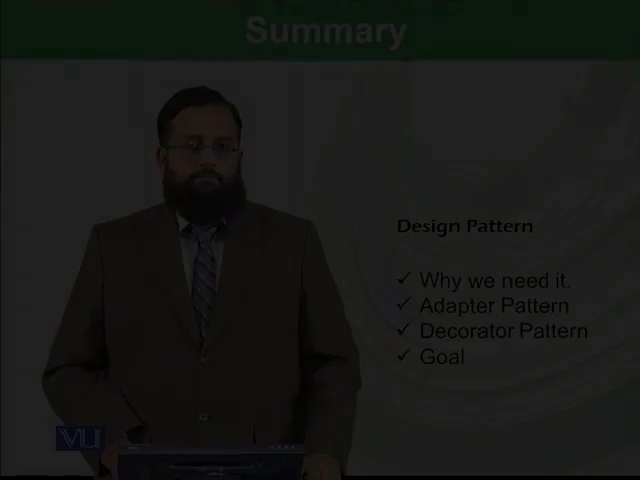 Summary
Design Pattern
✓ Why we need it.
✓ Adapter Pattern
✓ Decorator Pattern
✓ Goal
VU